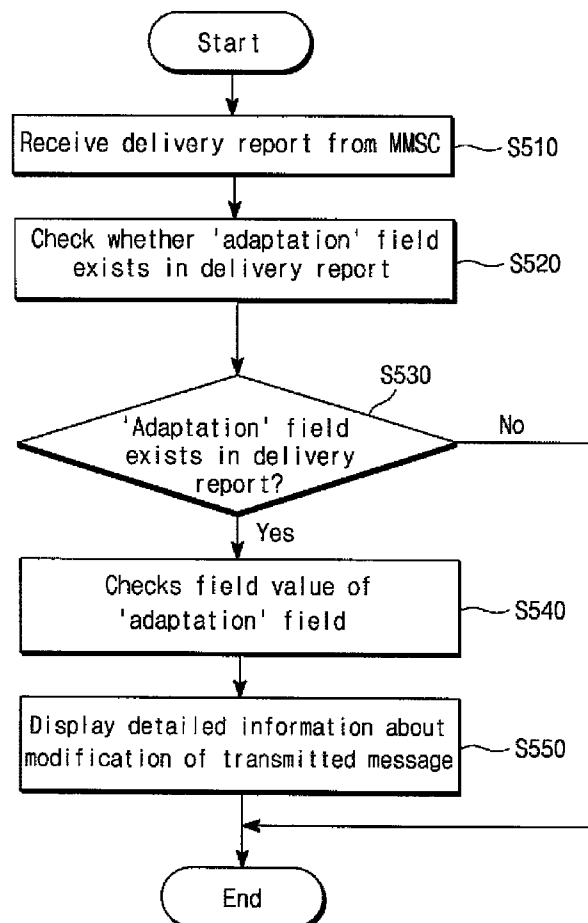 Start
Receive delivery report from MMSC
S510
Check whether 'adaptation' field
exists in delivery report
S520
S530
'Adaptation' field
exists in delivery
report?
No
Yes
Checks field value of
'adaptation' field
S540
Display detailed information about
modification of transmitted message
S550
End